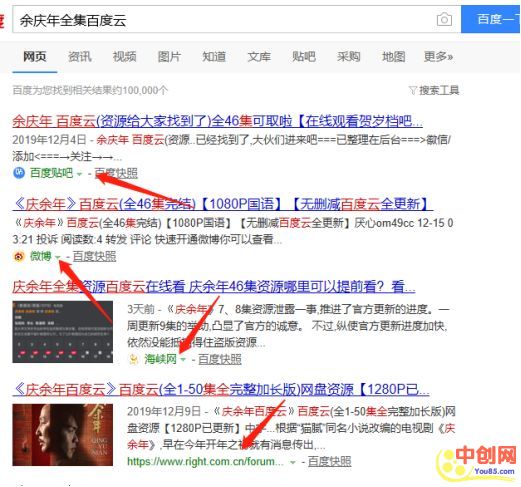 余庆年全集百度云
百度一下
网页 资讯 视频 图片 知道 文库 贴吧 采购 地图 更多»
百度为您找到相关结果约100,000个
搜索工具
余庆年 百度云(资源给大家找到了)全46集可取啦【在线观看贺岁档吧...
2019年12月4日 - 余庆年 百度云(资源..已经找到了,大伙们进来吧===已整理在后台===>徽信/
添加<===→关注→→...
百度贴吧 - 百度快照
《庆余年》百度云(全46集完结)【1080P国语】【无删减百度云全更新】
《庆余年》百度云(全46集完结)【1080P国语】【无删减百度云全更新】厌心om49cc 12-15 0
3:21 投诉 阅读数:4 转发 评论 快速开通微博你可以查看...
微博 - 百度快照
庆余年全集资源百度云在线看 庆余年46集资源哪里可以提前看？看...
3天前 - 《庆余年》7、8集资源泄露一事,推进了官方更新的进度。一
周更新9集的举动,凸显了官方的诚意。 不过,纵使官方更新进度加快,
依然没能抵 得住盗版资源...
海峡网 - 百度快照
《庆余年百度云》百度云(全1-50集全完整加长版)网盘资源【1280P已...
2019年12月9日 - 《庆余年百度云》百度云(全1-50集全完整加长版)网
盘资源【1280P已更新】 根据"猫腻"同名小说改编的电视剧《庆
余年》,早在今年开年之 就有消息传出,...
https://www.right.com.cn/forum... - 百度快照
余年
QING
YU
NIAN
中创网
You85.com